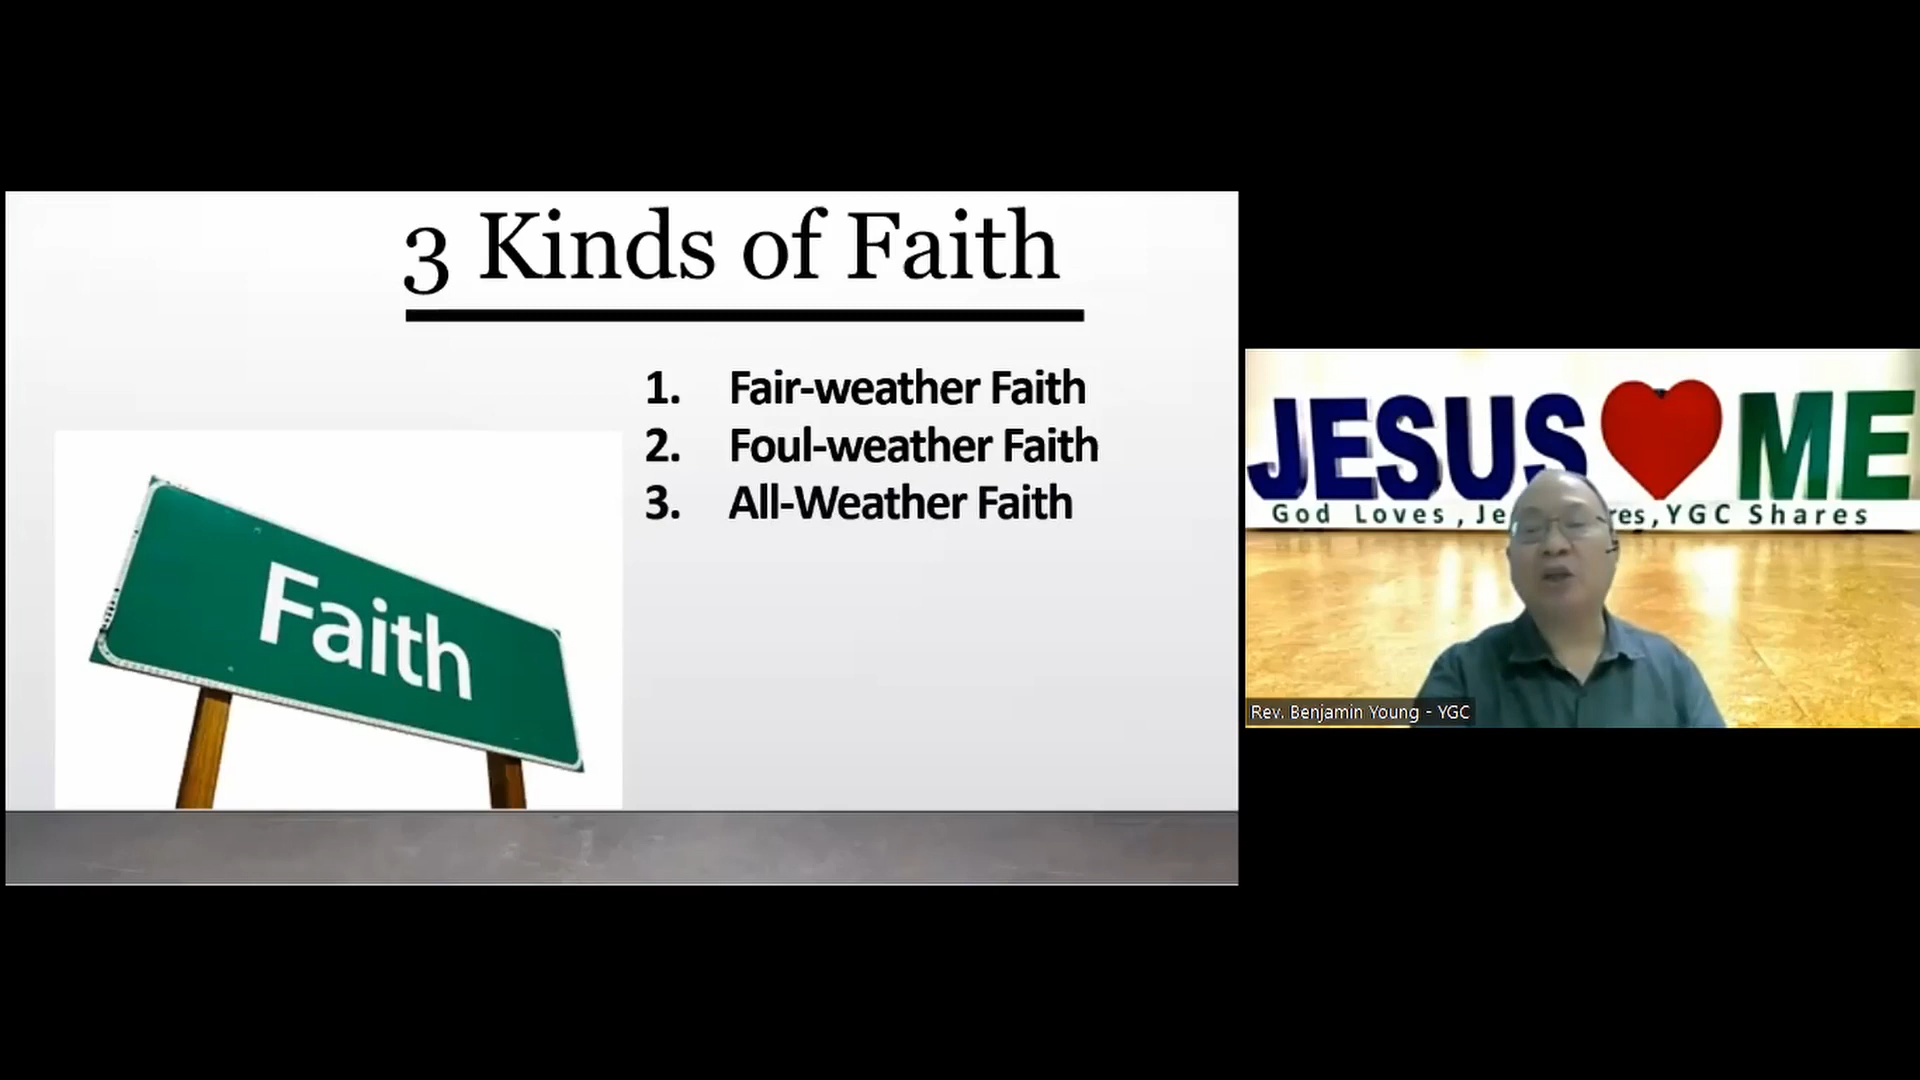 3 Kinds of Faith
1. Fair-weather Faith
2. Foul-weather Faith
3. All-Weather Faith
Faith
JESUS ME
God Loves, Je res, YGC Shares
Rev. Benjamin Young - YGC